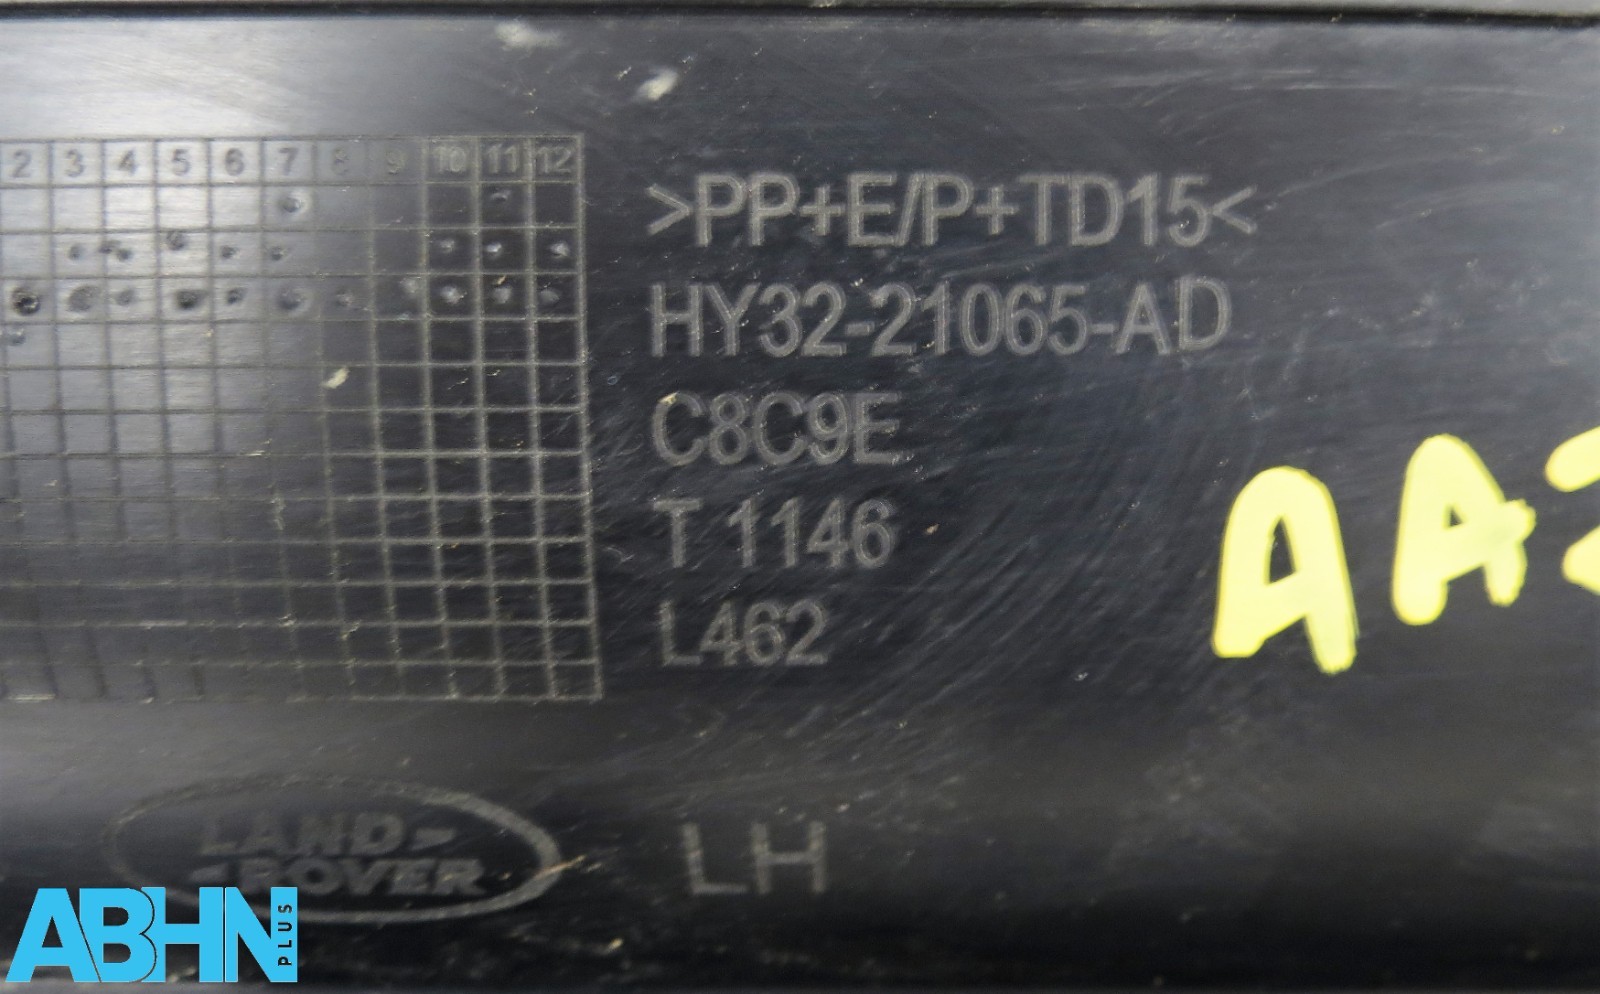 2 3 4 5 6 7 8 9 10 11 12
>PP+E/P+TD15<
HY32-21065-AD
C8C9E
T 1146
L462
AA2
LAND-
-ROVER
LH
ABHN
PLUS